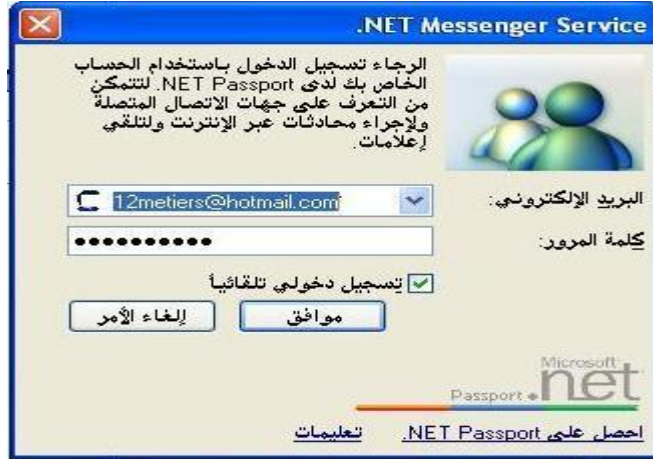 .NET Messenger Service
الرجاء تسجيل الدخول باستخدام الحساب
الخاص بك لدى NET Passport. لتتمكن
من التعرف على جهات الاتصال المتصلة
ولإجراء محادثات عبر الإنترنت ولتلقي
إعلامات.
البريد الإلكتروني:
12metiers@hotmail.com
كلمة المرور:
••••••••••
تسجيل دخولي تلقائياً
موافق
إلغاء الأمر
Microsoft
.net
Passport
احصل على NET Passport.
تعليمات